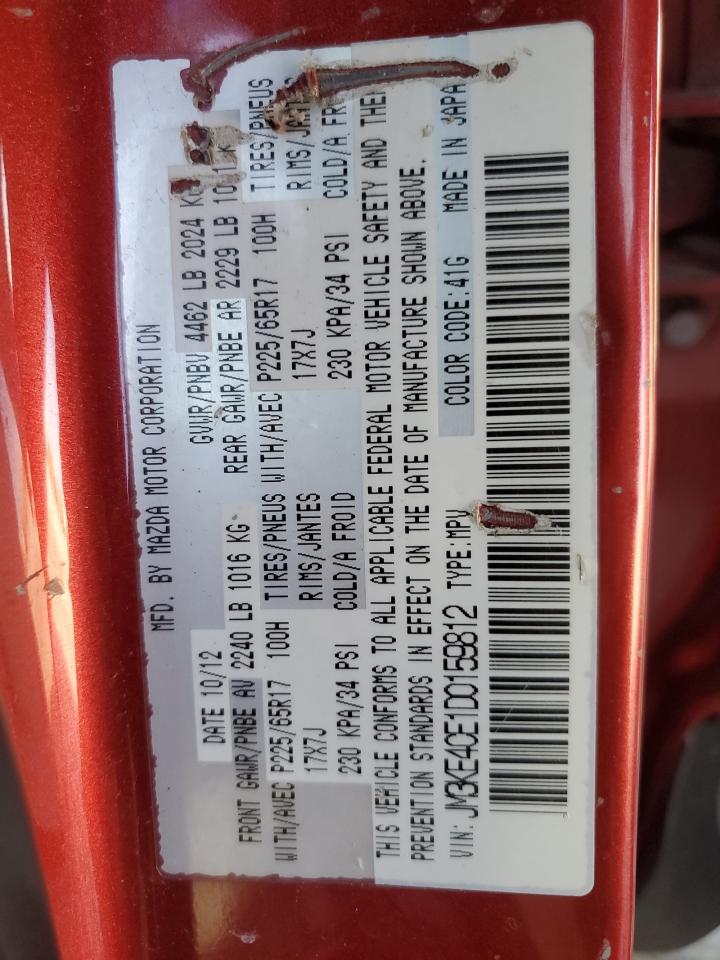 MFD. BY MAZDA MOTOR CORPORATION
DATE 10/12 GVWR/PNBV 4462 LB 2024 KG
FRONT GAWR/PNBE AV 2240 LB 1016 KG REAR GAWR/PNBE AR 2229 LB
WITH/AVEC P225/65R17 100H TIRES/PNEUS WITH/AVEC P225/65R17 100H TIRES/PNEUS
17X7J RIMS/JANTES 17X7J RIMS/JANTES
230 KPA/34 PSI COLD/A FROID 230 KPA/34 PSI COLD/A
THIS VEHICLE CONFORMS TO ALL APPLICABLE FEDERAL MOTOR VEHICLE SAFETY AND
PREVENTION STANDARDS IN EFFECT ON THE DATE OF MANUFACTURE SHOWN ABOVE.
VIN: JM3KE4CE1D0159812 TYPE:MPV COLOR CODE:41G MADE IN JAPA